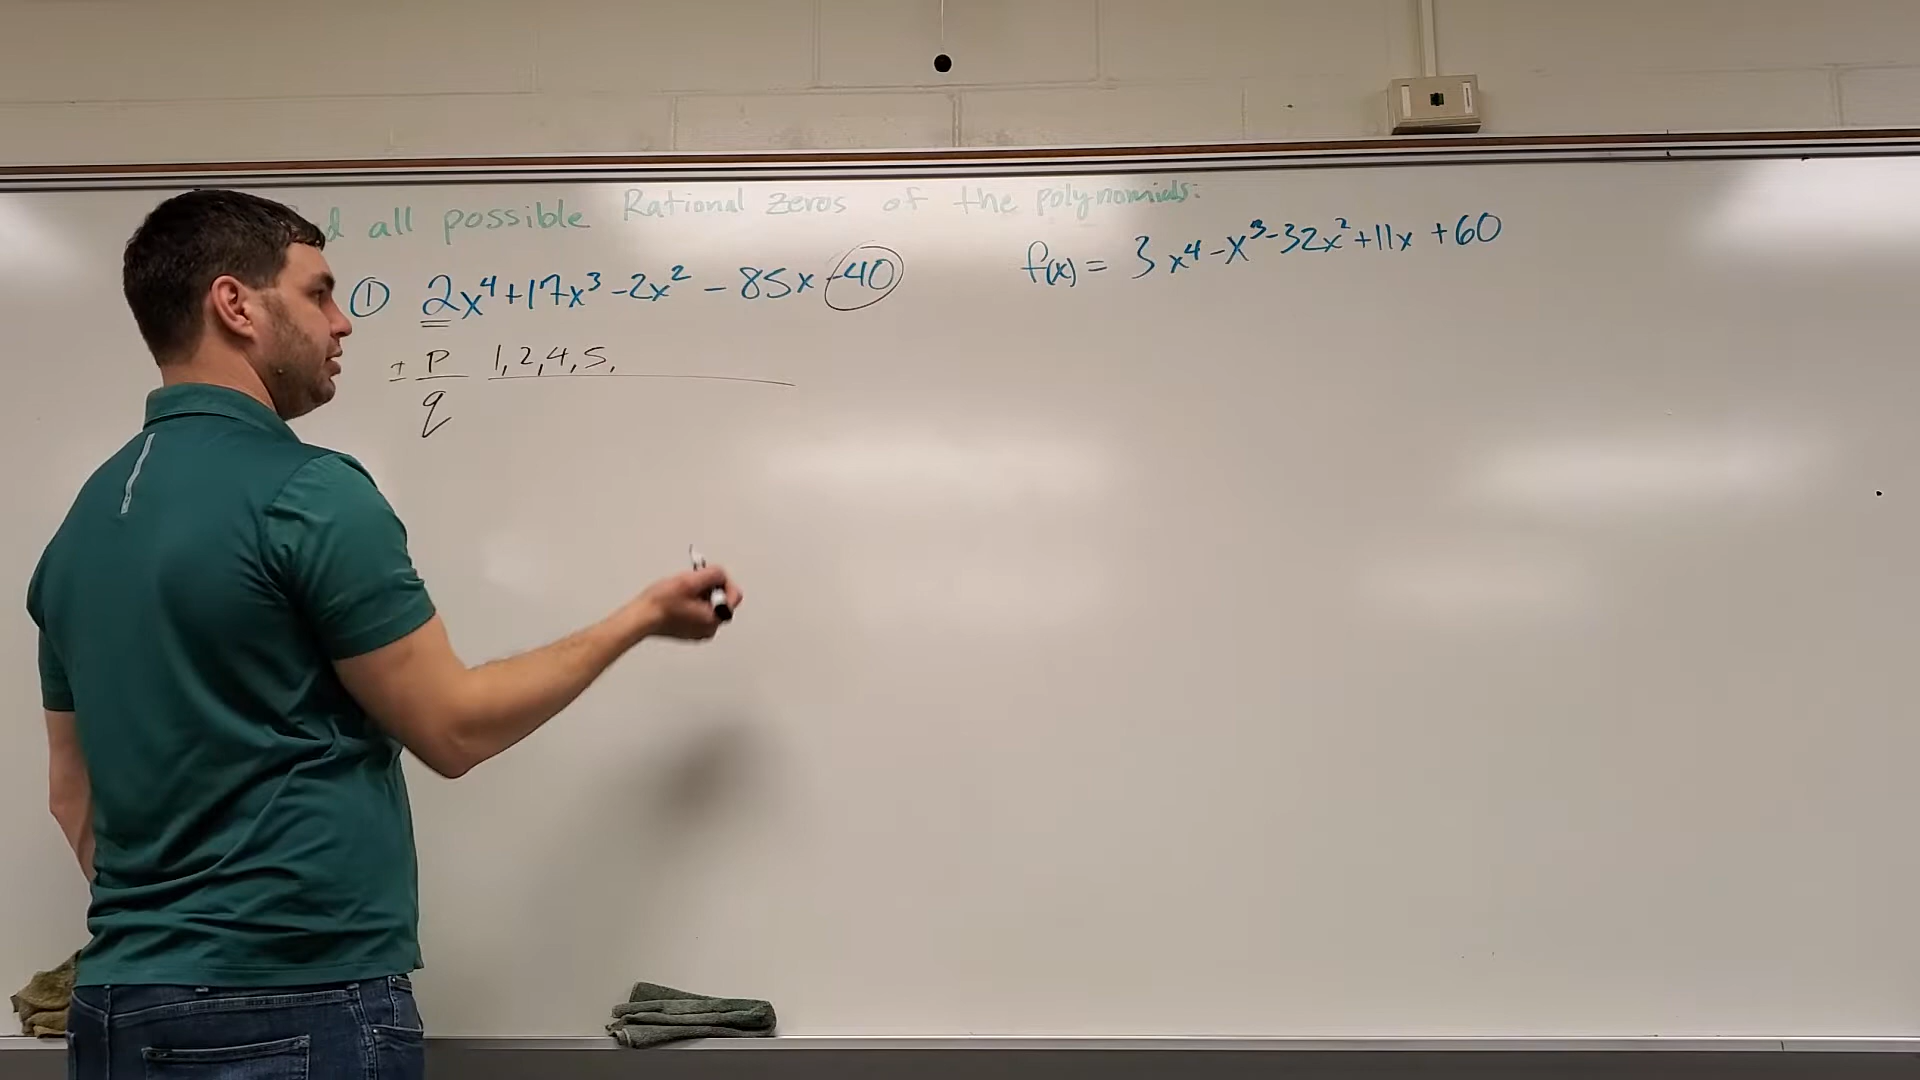 all possible Rational zeros of the polynomials:
① 2x⁴+17x³-2x²-85x-40
± p/q 1, 2, 4, 5,
f(x) = 3x⁴-x³-32x²+11x+60